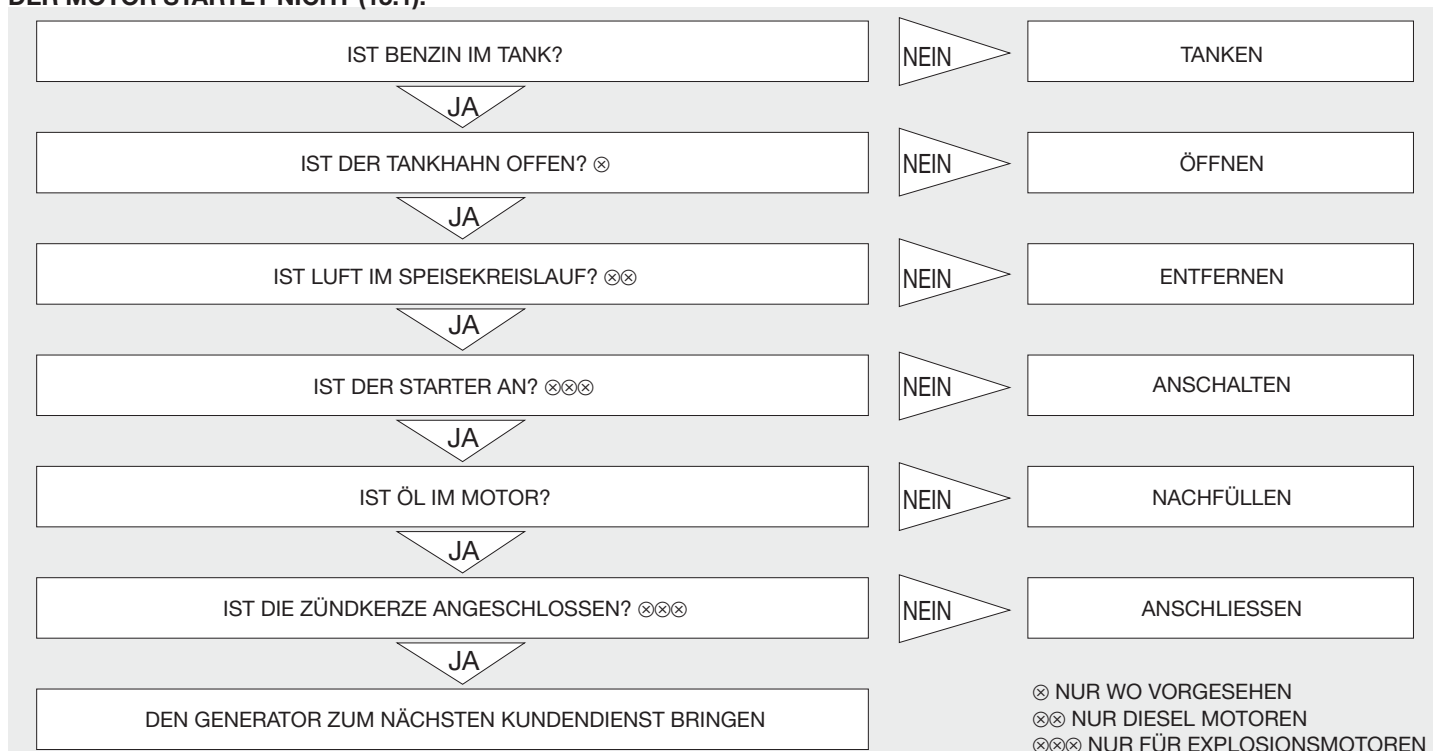 DER MOTOR STARTET NICHT (13.1):
IST BENZIN IM TANK?
NEIN
TANKEN
JA
IST DER TANKHAHN OFFEN? ⊗
NEIN
ÖFFNEN
JA
IST LUFT IM SPEISEKREISLAUF? ⊗⊗
NEIN
ENTFERNEN
JA
IST DER STARTER AN? ⊗⊗⊗
NEIN
ANSCHALTEN
JA
IST ÖL IM MOTOR?
NEIN
NACHFÜLLEN
JA
IST DIE ZÜNDKERZE ANGESCHLOSSEN? ⊗⊗⊗
NEIN
ANSCHLIESSEN
JA
DEN GENERATOR ZUM NÄCHSTEN KUNDENDIENST BRINGEN
⊗ NUR WO VORGESEHEN
⊗⊗ NUR DIESEL MOTOREN
⊗⊗⊗ NUR FÜR EXPLOSIONSMOTOREN